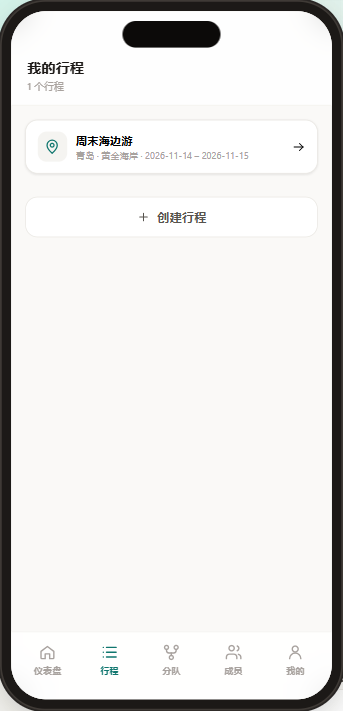 我的行程
1 个行程
周末海边游
青岛 · 黄金海岸 · 2026-11-14 – 2026-11-15
+ 创建行程
仪表盘
行程
分队
成员
我的